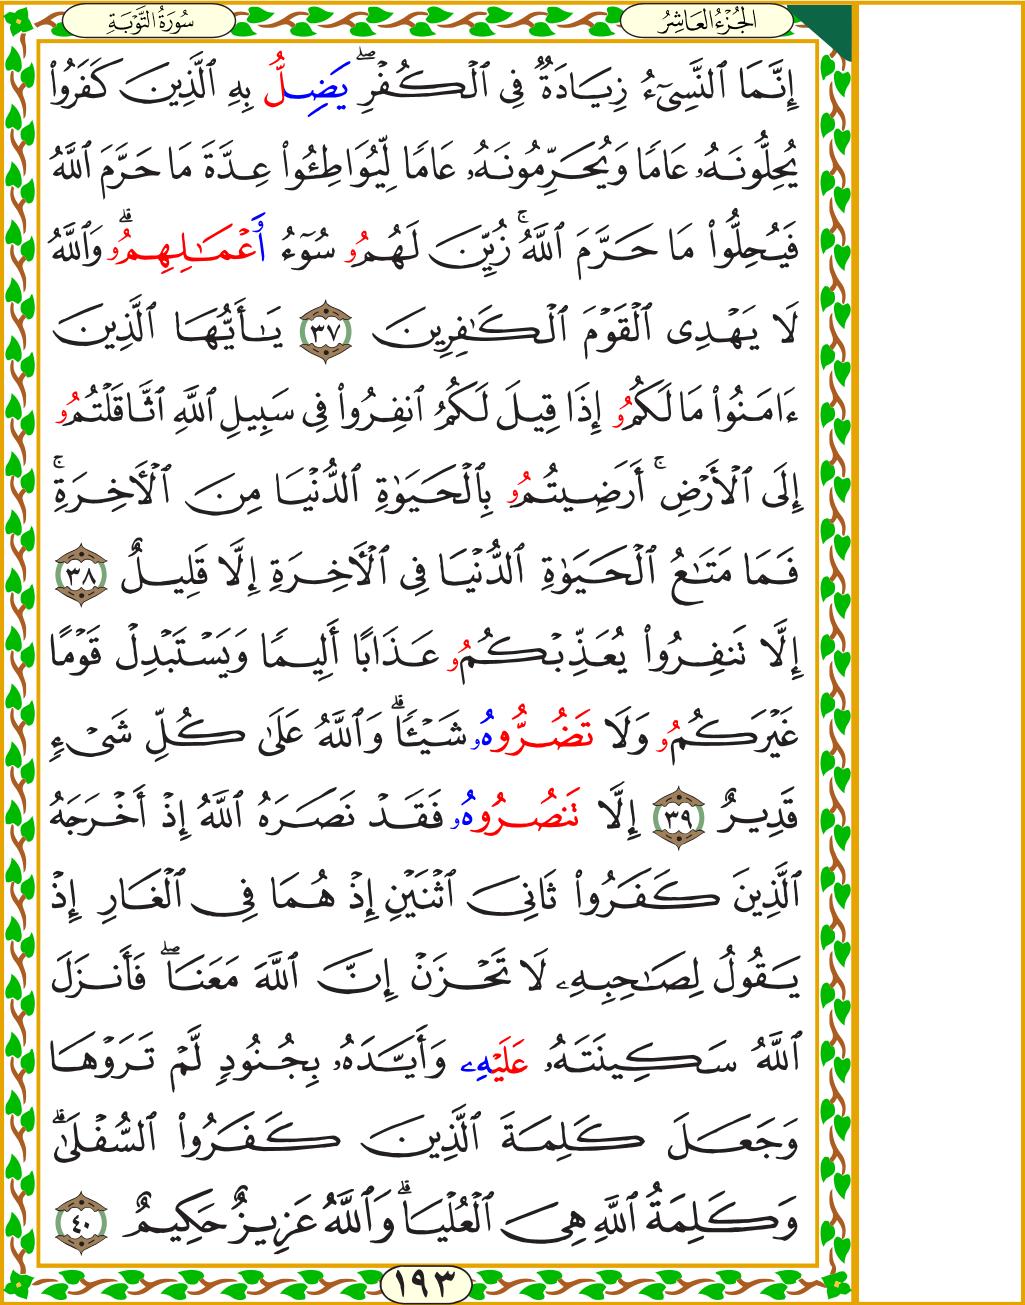 سُورَةُ التَّوْبَةِ
الجُزْءُ العَاشِرُ
إِنَّمَا ٱلنَّسِىٓءُ زِيَادَةٌ فِى ٱلْكُفْرِۖ يَضِلُّ بِهِ ٱلَّذِينَ كَفَرُوا۟
يُحِلُّونَهُۥ عَامًا وَيُحَرِّمُونَهُۥ عَامًا لِّيُوَاطِـُٔوا۟ عِدَّةَ مَا حَرَّمَ ٱللَّهُ
فَيُحِلُّوا۟ مَا حَرَّمَ ٱللَّهُۚ زُيِّنَ لَهُمُۥ سُوٓءُ أَعْمَـٰلِهِمُۥۗ وَٱللَّهُ
لَا يَهْدِى ٱلْقَوْمَ ٱلْكَـٰفِرِينَ ٣٧ يَـٰٓأَيُّهَا ٱلَّذِينَ
ءَامَنُوا۟ مَا لَكُمُۥ إِذَا قِيلَ لَكُمُ ٱنفِرُوا۟ فِى سَبِيلِ ٱللَّهِ ٱثَّاقَلْتُمُۥ
إِلَى ٱلْأَرْضِۚ أَرَضِيتُمُۥ بِٱلْحَيَوٰةِ ٱلدُّنْيَا مِنَ ٱلْـَٔاخِرَةِۚ
فَمَا مَتَـٰعُ ٱلْحَيَوٰةِ ٱلدُّنْيَا فِى ٱلْـَٔاخِرَةِ إِلَّا قَلِيلٌ ٣٨
إِلَّا تَنفِرُوا۟ يُعَذِّبْكُمُۥ عَذَابًا أَلِيمًا وَيَسْتَبْدِلْ قَوْمًا
غَيْرَكُمُۥ وَلَا تَضُرُّوهُۥ شَيْـًٔاۗ وَٱللَّهُ عَلَىٰ كُلِّ شَىْءٍ
قَدِيرٌ ٣٩ إِلَّا تَنصُرُوهُۥ فَقَدْ نَصَرَهُ ٱللَّهُ إِذْ أَخْرَجَهُ
ٱلَّذِينَ كَفَرُوا۟ ثَانِىَ ٱثْنَيْنِ إِذْ هُمَا فِى ٱلْغَارِ إِذْ
يَقُولُ لِصَـٰحِبِهِۦ لَا تَحْزَنْ إِنَّ ٱللَّهَ مَعَنَاۖ فَأَنزَلَ
ٱللَّهُ سَكِينَتَهُۥ عَلَيْهِۦ وَأَيَّدَهُۥ بِجُنُودٍ لَّمْ تَرَوْهَا
وَجَعَلَ كَلِمَةَ ٱلَّذِينَ كَفَرُوا۟ ٱلسُّفْلَىٰۗ
وَكَلِمَةُ ٱللَّهِ هِىَ ٱلْعُلْيَاۗ وَٱللَّهُ عَزِيزٌ حَكِيمٌ ٤٠
١٩٣